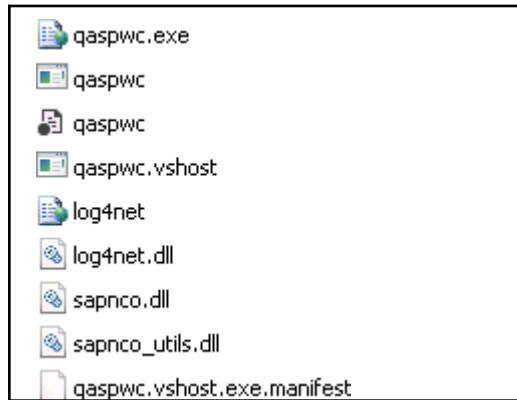 qaspwc.exe
qaspwc
qaspwc
qaspwc.vshost
log4net
log4net.dll
sapnco.dll
sapnco_utils.dll
qaspwc.vshost.exe.manifest